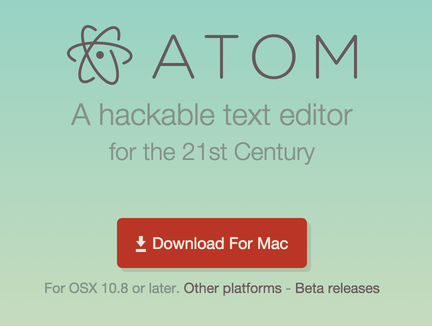 ATOM
A hackable text editor
for the 21st Century
Download For Mac
For OSX 10.8 or later. Other platforms - Beta releases